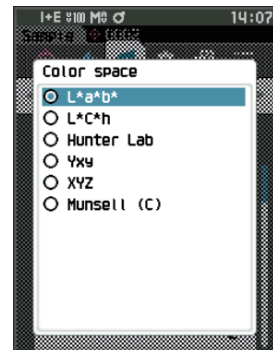 I+E
14:07
Color space
L*a*b*
L*C*h
Hunter Lab
Yxy
XYZ
Munsell (C)